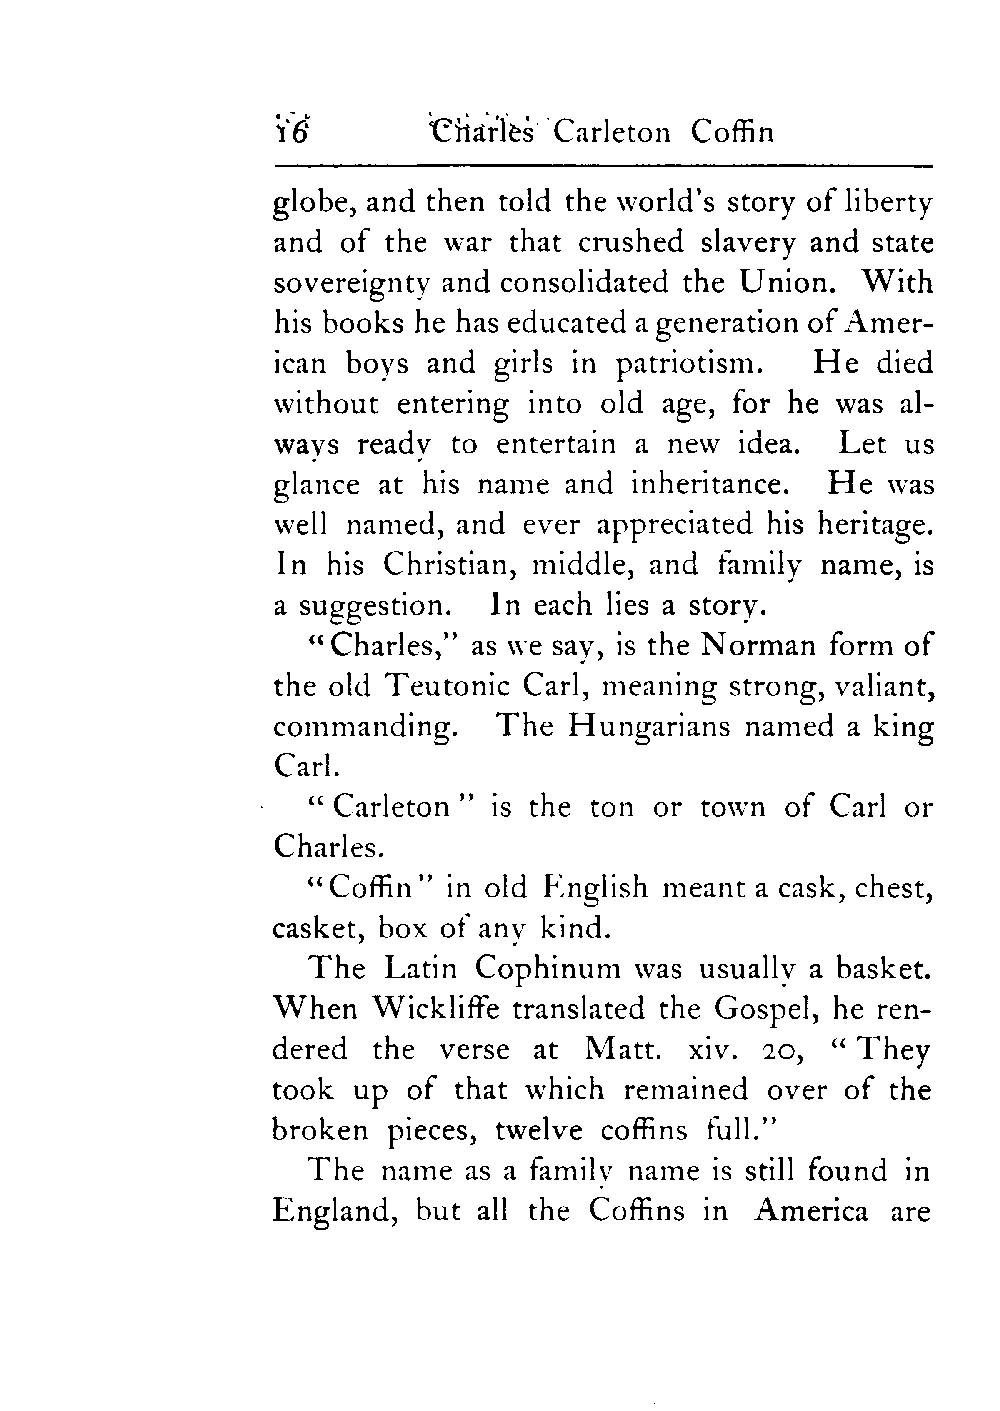 16 Charles Carleton Coffin
globe, and then told the world's story of liberty
and of the war that crushed slavery and state
sovereignty and consolidated the Union. With
his books he has educated a generation of Amer-
ican boys and girls in patriotism. He died
without entering into old age, for he was al-
ways ready to entertain a new idea. Let us
glance at his name and inheritance. He was
well named, and ever appreciated his heritage.
In his Christian, middle, and family name, is
a suggestion. In each lies a story.
"Charles," as we say, is the Norman form of
the old Teutonic Carl, meaning strong, valiant,
commanding. The Hungarians named a king
Carl.
"Carleton" is the ton or town of Carl or
Charles.
"Coffin" in old English meant a cask, chest,
casket, box of any kind.
The Latin Cophinum was usually a basket.
When Wickliffe translated the Gospel, he ren-
dered the verse at Matt. xiv. 20, "They
took up of that which remained over of the
broken pieces, twelve coffins full."
The name as a family name is still found in
England, but all the Coffins in America are